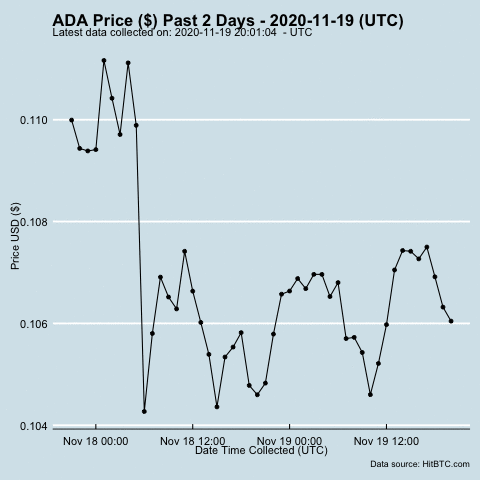 ADA Price ($) Past 2 Days - 2020-11-19 (UTC)
Latest data collected on: 2020-11-19 20:01:04 - UTC
0.110
0.108
0.106
0.104
Price USD ($)
Nov 18 00:00 Nov 18 12:00 Nov 19 00:00 Nov 19 12:00
Date Time Collected (UTC)
Data source: HitBTC.com